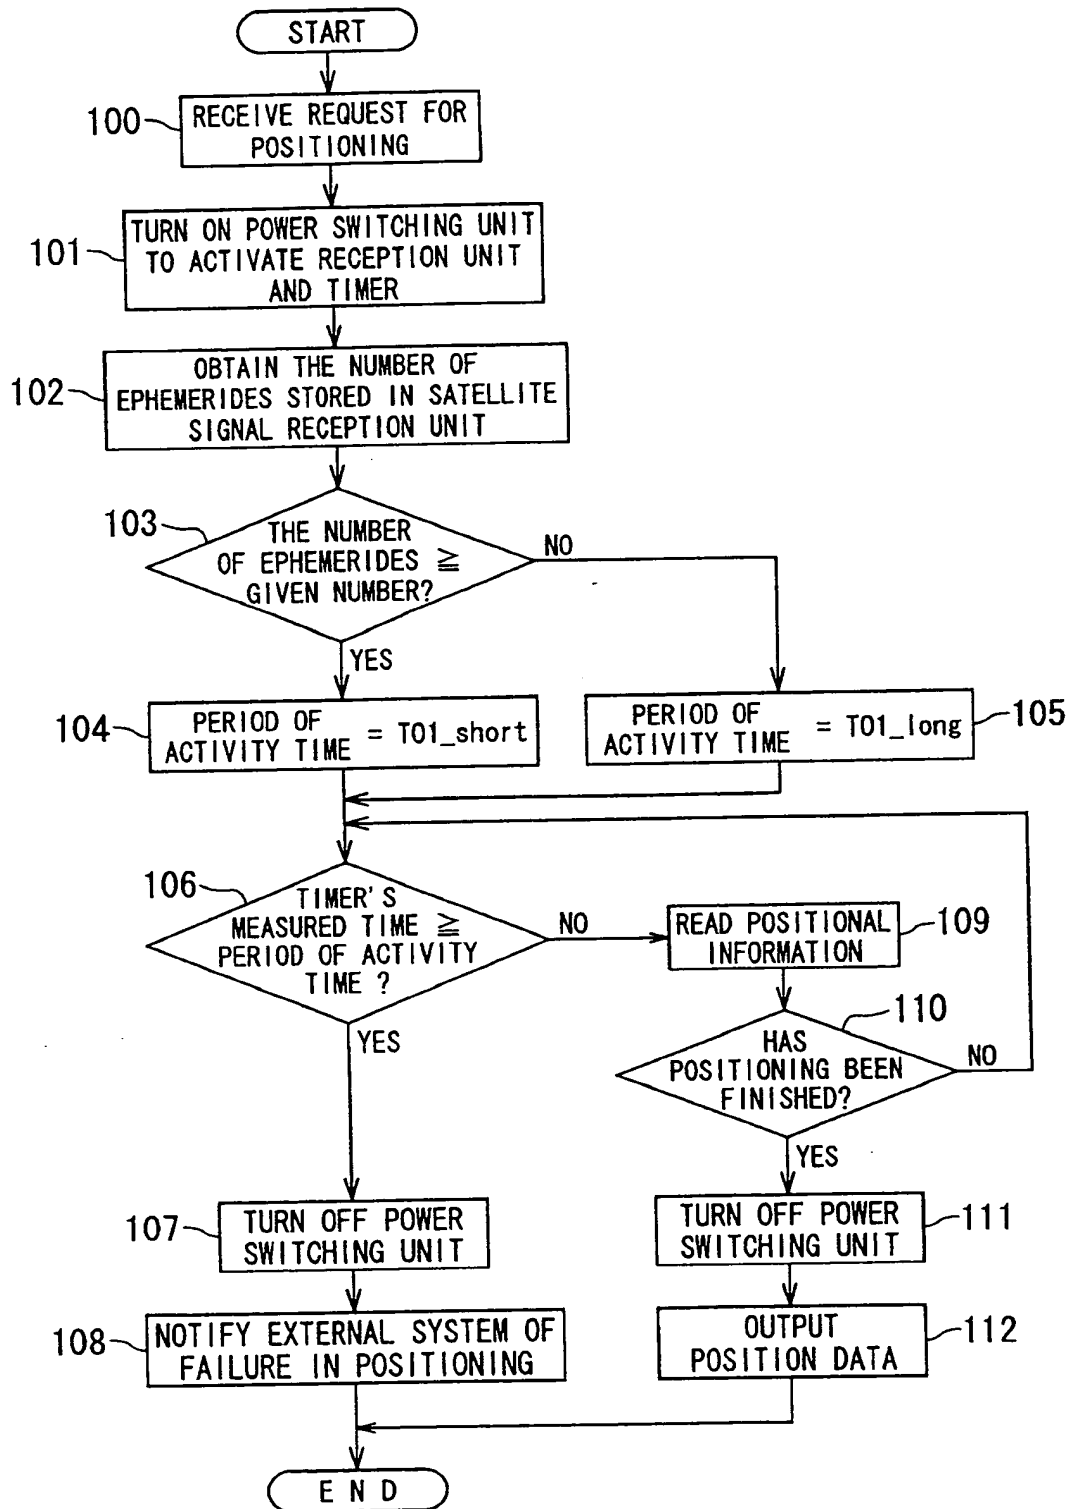 START
100
RECEIVE REQUEST FOR
POSITIONING
101
TURN ON POWER SWITCHING UNIT
TO ACTIVATE RECEPTION UNIT
AND TIMER
102
OBTAIN THE NUMBER OF
EPHEMERIDES STORED IN SATELLITE
SIGNAL RECEPTION UNIT
103
THE NUMBER
OF EPHEMERIDES ≧
GIVEN NUMBER?
NO
YES
104
PERIOD OF
ACTIVITY TIME = T01_short
PERIOD OF
ACTIVITY TIME = T01_long
105
106
TIMER'S
MEASURED TIME ≧
PERIOD OF ACTIVITY
TIME ?
NO
YES
READ POSITIONAL
INFORMATION
109
110
HAS
POSITIONING BEEN
FINISHED?
NO
YES
107
TURN OFF POWER
SWITCHING UNIT
TURN OFF POWER
SWITCHING UNIT
111
108
NOTIFY EXTERNAL SYSTEM OF
FAILURE IN POSITIONING
OUTPUT
POSITION DATA
112
END